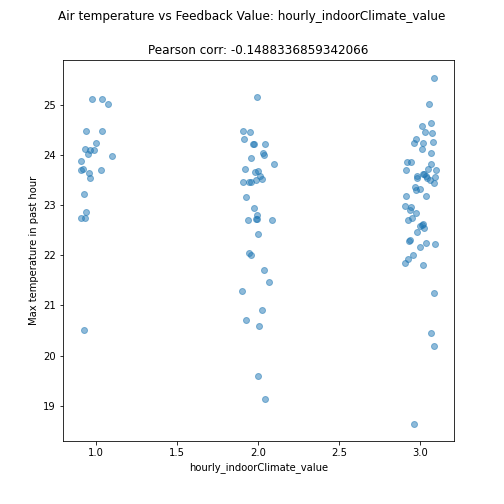 Air temperature vs Feedback Value: hourly_indoorClimate_value
Pearson corr: -0.1488336859342066
Max temperature in past hour
25
24
23
22
21
20
19
1.0 1.5 2.0 2.5 3.0
hourly_indoorClimate_value